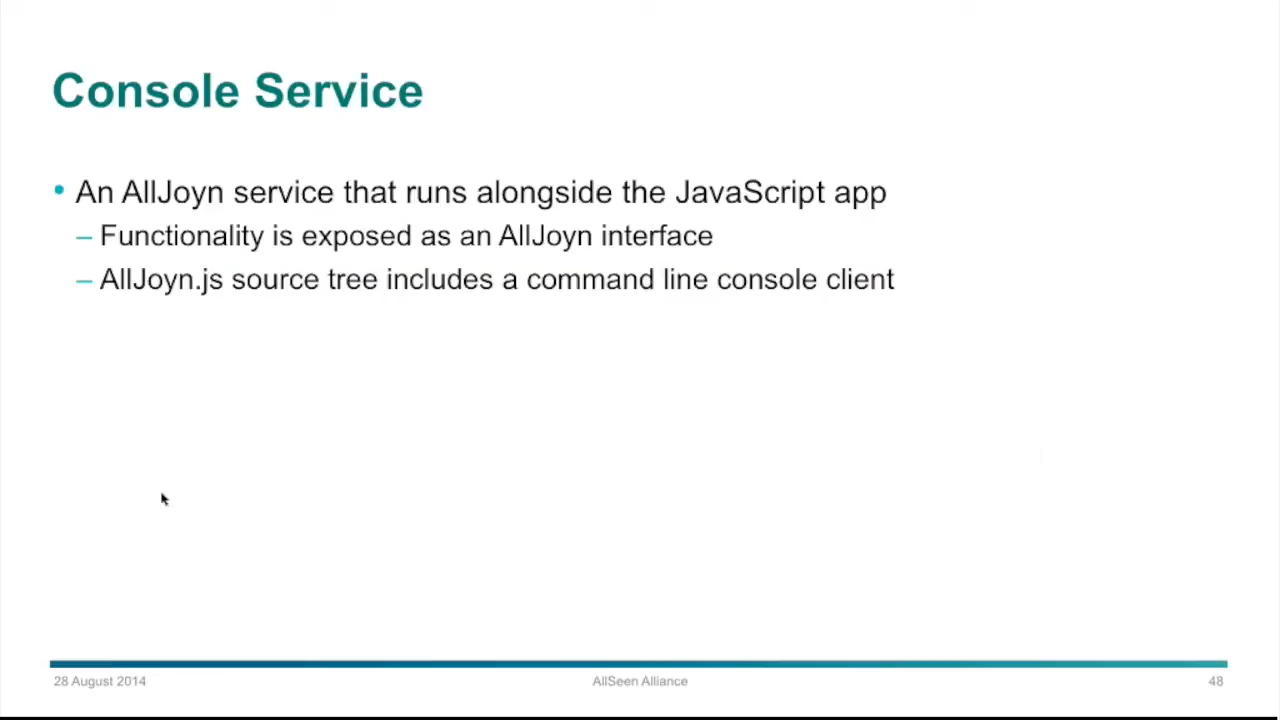 Console Service
• An AllJoyn service that runs alongside the JavaScript app
– Functionality is exposed as an AllJoyn interface
– AllJoyn.js source tree includes a command line console client
28 August 2014
AllSeen Alliance
48